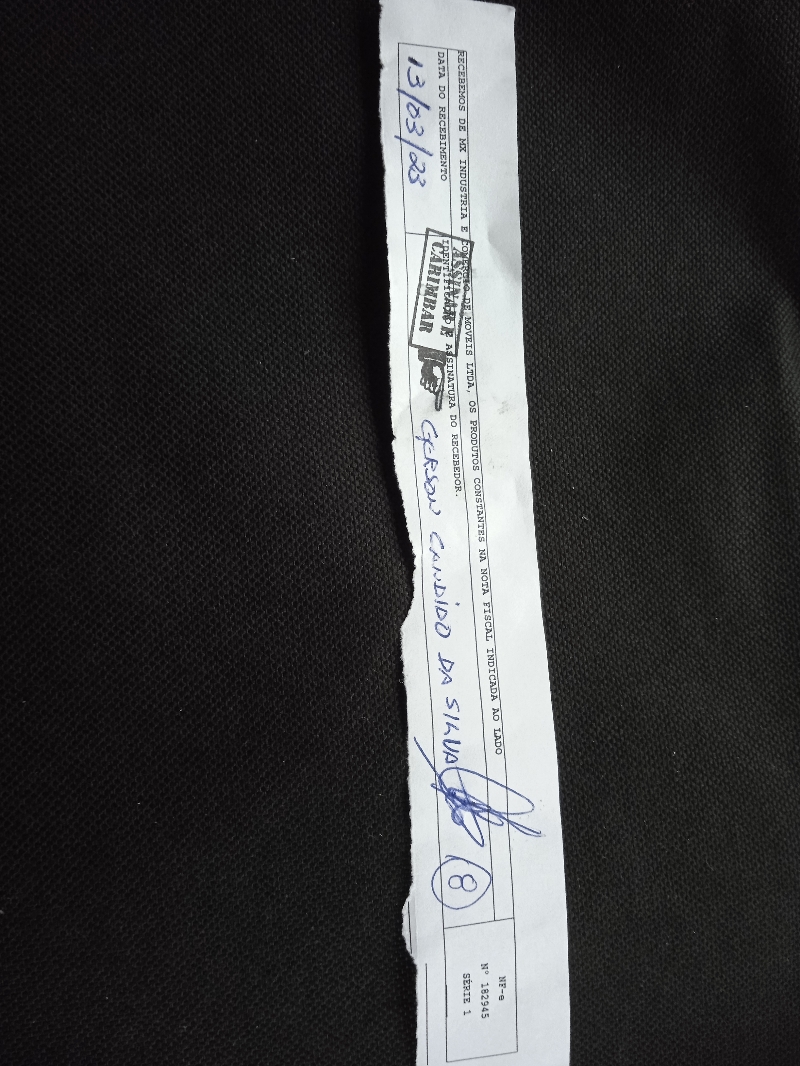 RECEBEMOS DE MX INDUSTRIA E COMERCIO DE MOVEIS LTDA, OS PRODUTOS CONSTANTES NA NOTA FISCAL INDICADA AO LADO
DATA DO RECEBIMENTO
13/03/23
IDENTIFICAÇÃO E ASSINATURA DO RECEBEDOR.
ASSINAR E
CARIMBAR
GERSON CANDIDO DA SILVA
8
NF-e
Nº 182945
SÉRIE 1